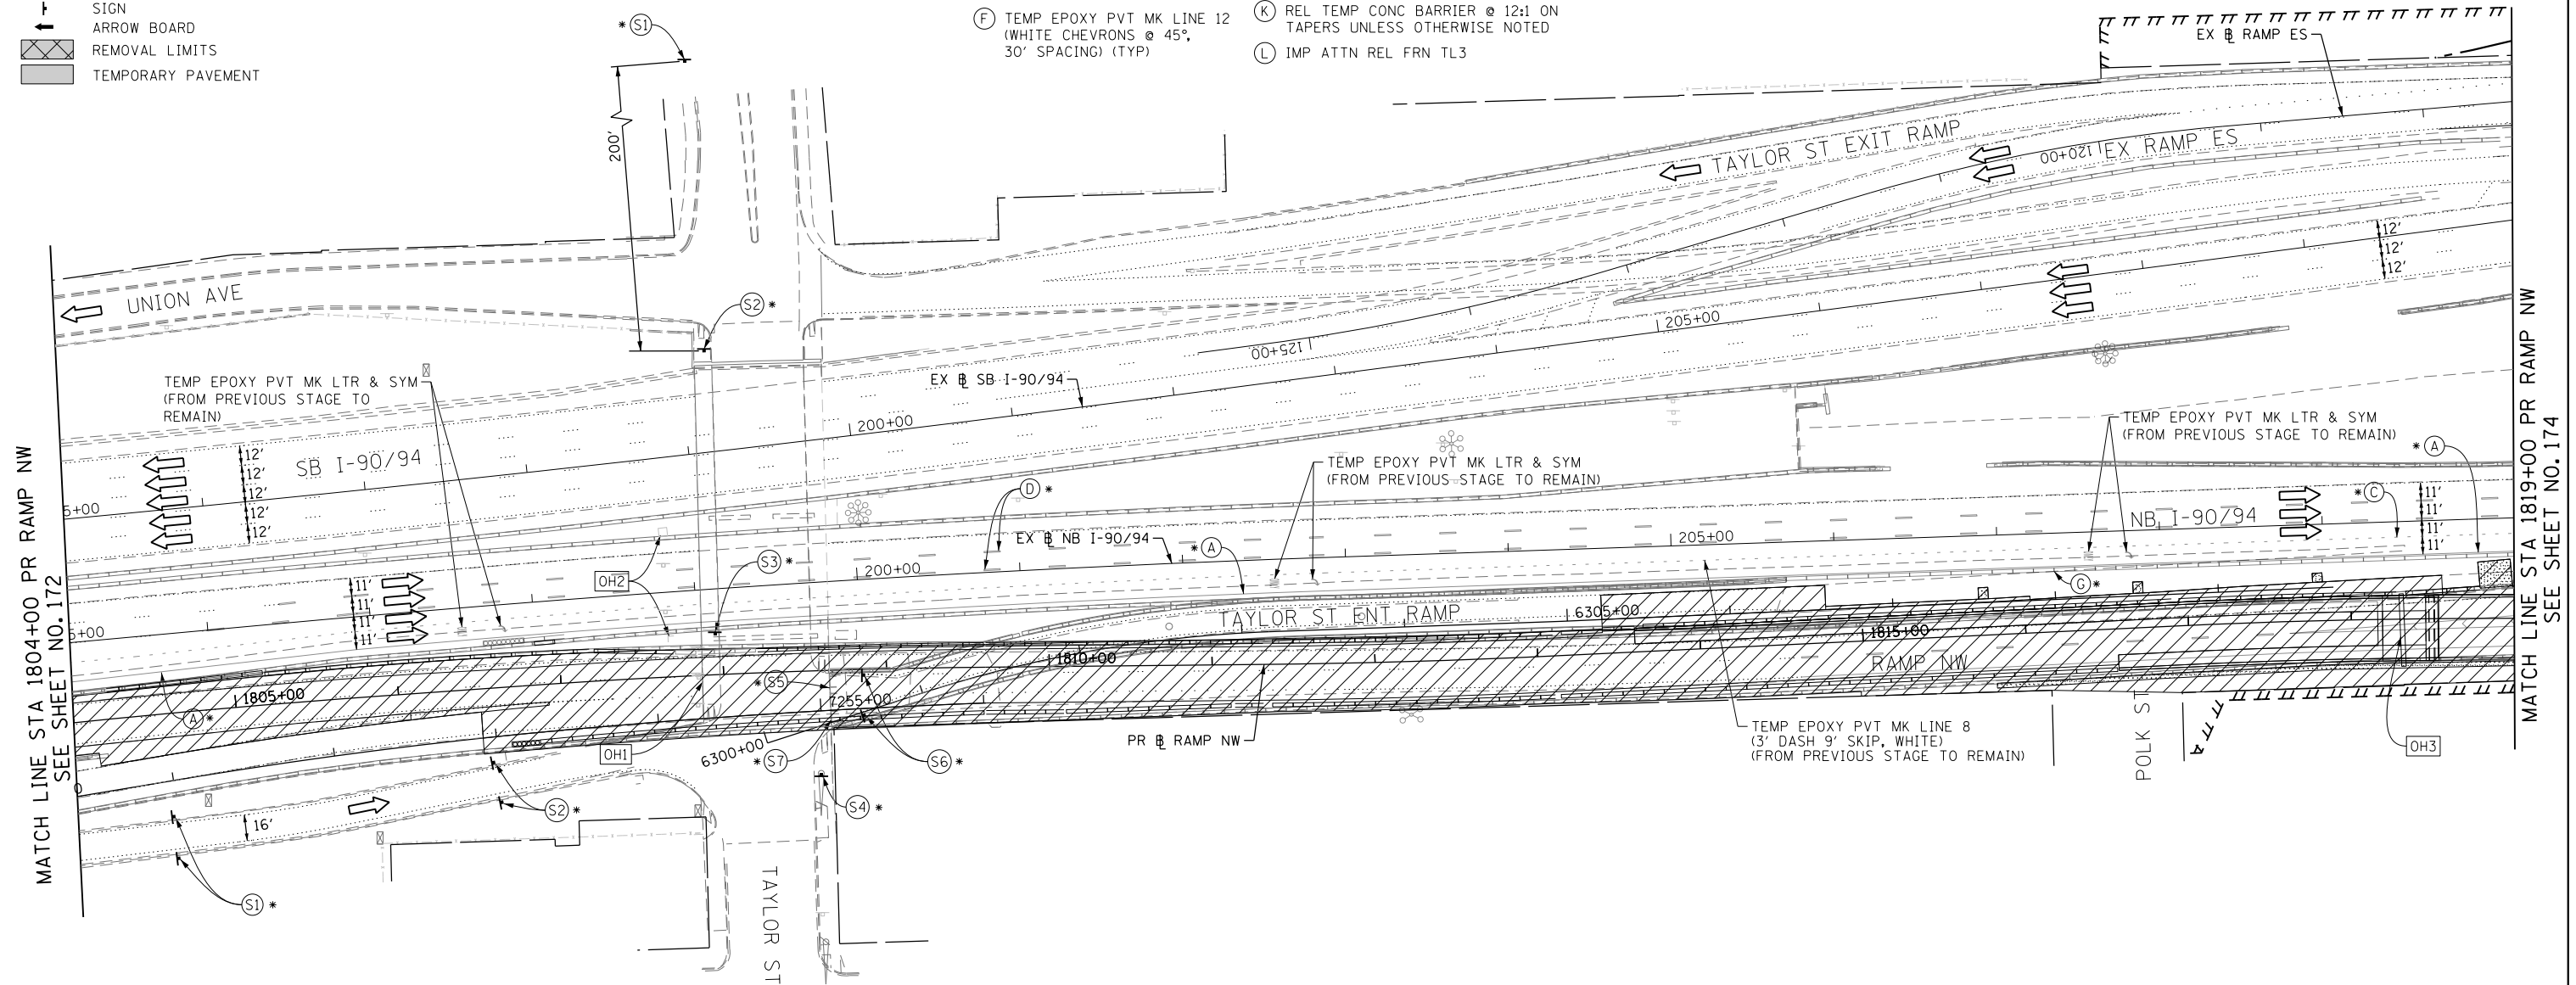 SIGN
ARROW BOARD
REMOVAL LIMITS
TEMPORARY PAVEMENT
F TEMP EPOXY PVT MK LINE 12
(WHITE CHEVRONS @ 45°,
30' SPACING) (TYP)
K REL TEMP CONC BARRIER @ 12:1 ON
TAPERS UNLESS OTHERWISE NOTED
L IMP ATTN REL FRN TL3
* S1
200'
EX ⅊ RAMP ES
TAYLOR ST EXIT RAMP
120+00
EX RAMP ES
UNION AVE
S2 *
12'
12'
12'
205+00
125+00
TEMP EPOXY PVT MK LTR & SYM
(FROM PREVIOUS STAGE TO
REMAIN)
EX ⅊ SB I-90/94
200+00
SB I-90/94
12'
12'
12'
12'
12'
5+00
TEMP EPOXY PVT MK LTR & SYM
(FROM PREVIOUS STAGE TO REMAIN)
TEMP EPOXY PVT MK LTR & SYM
(FROM PREVIOUS STAGE TO REMAIN)
* A
* C
11'
11'
11'
11'
NB I-90/94
D *
EX ⅊ NB I-90/94
* A
205+00
200+00
S3 *
OH2
11'
11'
11'
11'
5+00
G *
TAYLOR ST ENT RAMP
6305+00
1815+00
RAMP NW
1810+00
1805+00
A *
* S5
7255+00
6300+00
* S7
OH1
S6 *
S4 *
PR ⅊ RAMP NW
TEMP EPOXY PVT MK LINE 8
(3' DASH 9' SKIP, WHITE)
(FROM PREVIOUS STAGE TO REMAIN)
POLK ST
OH3
0
16'
S2 *
S1 *
TAYLOR ST
MATCH LINE STA 1804+00 PR RAMP NW
SEE SHEET NO. 172
MATCH LINE STA 1819+00 PR RAMP NW
SEE SHEET NO. 174